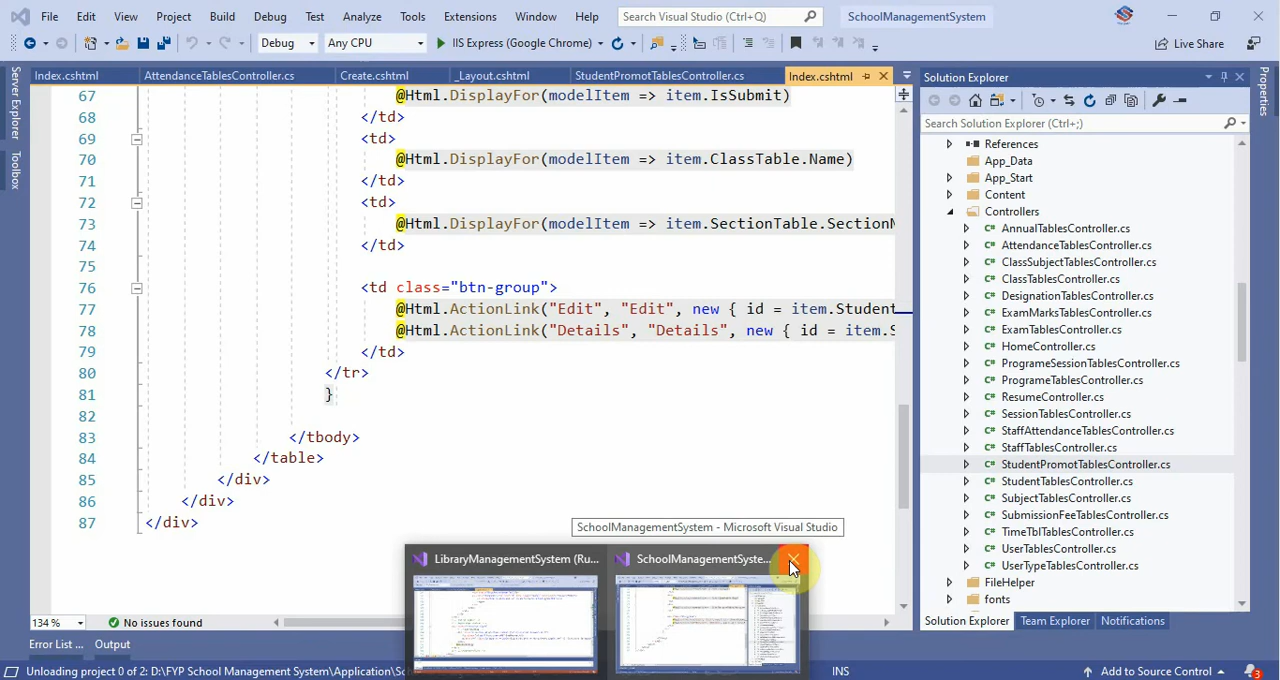 File Edit View Project Build Debug Test Analyze Tools Extensions Window Help Search Visual Studio (Ctrl+Q) SchoolManagementSystem
Debug Any CPU IIS Express (Google Chrome) Live Share
Index.cshtml AttendanceTablesController.cs Create.cshtml _Layout.cshtml StudentPromotTablesController.cs Index.cshtml
Server Explorer
Toolbox
67 @Html.DisplayFor(modelItem => item.IsSubmit)
68 </td>
69 <td>
70 @Html.DisplayFor(modelItem => item.ClassTable.Name)
71 </td>
72 <td>
73 @Html.DisplayFor(modelItem => item.SectionTable.SectionN
74 </td>
75
76 <td class="btn-group">
77 @Html.ActionLink("Edit", "Edit", new { id = item.Student
78 @Html.ActionLink("Details", "Details", new { id = item.S
79 </td>
80 </tr>
81 }
82
83 </tbody>
84 </table>
85 </div>
86 </div>
87 </div>
SchoolManagementSystem - Microsoft Visual Studio
LibraryManagementSystem (Ru... SchoolManagementSyste...
134 % No issues found
Error List ... Output
Solution Explorer
Search Solution Explorer (Ctrl+;)
References
App_Data
App_Start
Content
Controllers
AnnualTablesController.cs
AttendanceTablesController.cs
ClassSubjectTablesController.cs
ClassTablesController.cs
DesignationTablesController.cs
ExamMarksTablesController.cs
ExamTablesController.cs
HomeController.cs
ProgrameSessionTablesController.cs
ProgrameTablesController.cs
ResumeController.cs
SessionTablesController.cs
StaffAttendanceTablesController.cs
StaffTablesController.cs
StudentPromotTablesController.cs
StudentTablesController.cs
SubjectTablesController.cs
SubmissionFeeTablesController.cs
TimeTblTablesController.cs
UserTablesController.cs
UserTypeTablesController.cs
FileHelper
fonts
Solution Explorer Team Explorer Notifications
Properties
Unloading project 0 of 2: D:\FYP School Management System\Application\Sc
INS
Add to Source Control
3